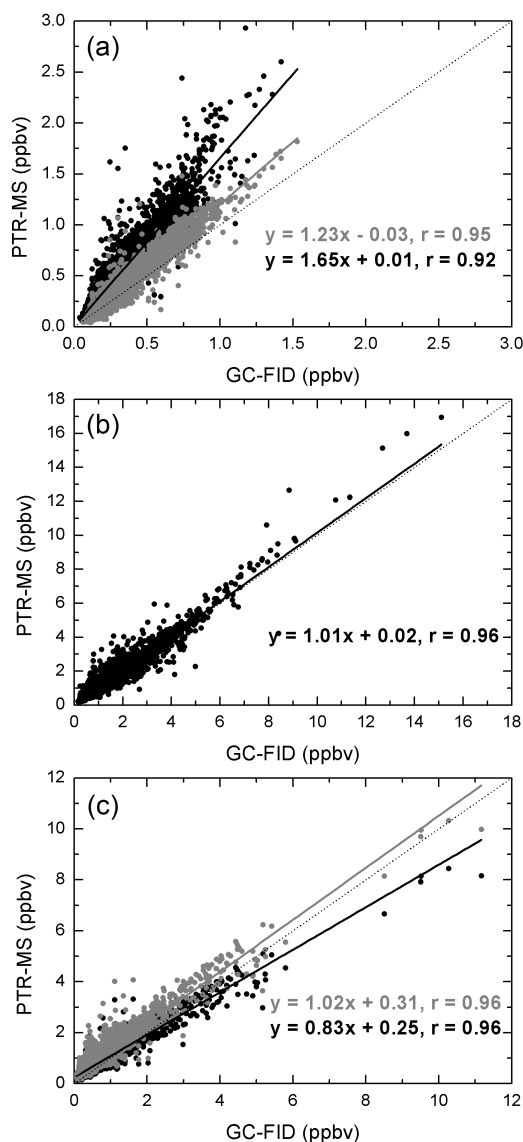 (a)
3.0
2.5
2.0
1.5
1.0
0.5
0.0
PTR-MS (ppbv)
y = 1.23x - 0.03, r = 0.95
y = 1.65x + 0.01, r = 0.92
0.0 0.5 1.0 1.5 2.0 2.5 3.0
GC-FID (ppbv)
(b)
18
16
14
12
10
8
6
4
2
0
PTR-MS (ppbv)
y = 1.01x + 0.02, r = 0.96
0 2 4 6 8 10 12 14 16 18
GC-FID (ppbv)
(c)
12
10
8
6
4
2
0
PTR-MS (ppbv)
y = 1.02x + 0.31, r = 0.96
y = 0.83x + 0.25, r = 0.96
0 2 4 6 8 10 12
GC-FID (ppbv)